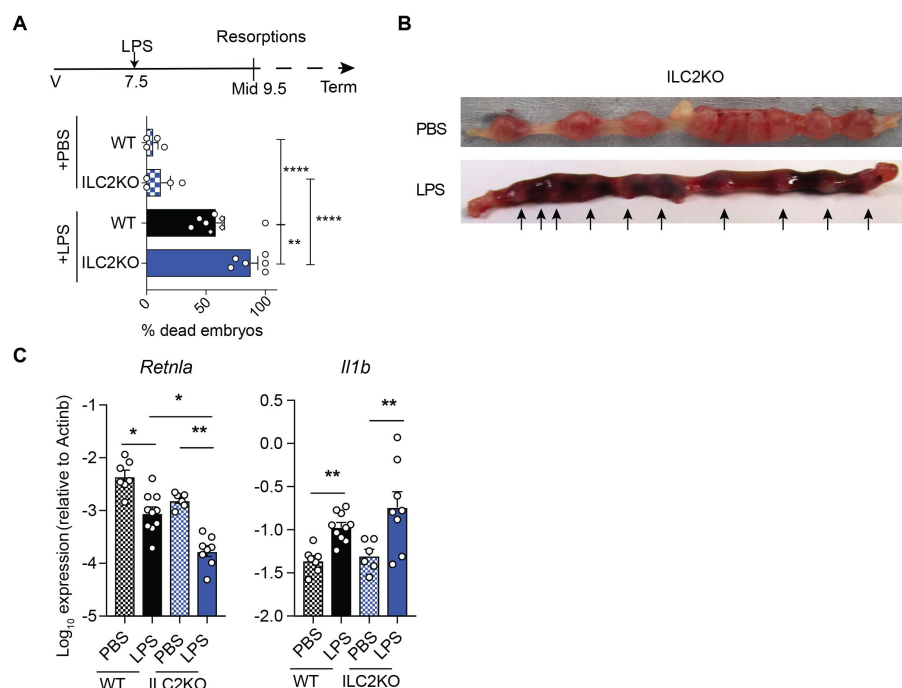 A
LPS
Resorptions
V
7.5
Mid 9.5
Term
+PBS
WT
ILC2KO
+LPS
WT
ILC2KO
****
**
****
0
50
100
% dead embryos
B
ILC2KO
PBS
LPS
C
Retnla
Log10 expression (relative to Actinb)
-1
-2
-3
-4
-5
*
*
**
PBS
LPS
PBS
LPS
WT
ILC2KO
Il1b
0.5
0.0
-0.5
-1.0
-1.5
-2.0
**
**
PBS
LPS
PBS
LPS
WT
ILC2KO